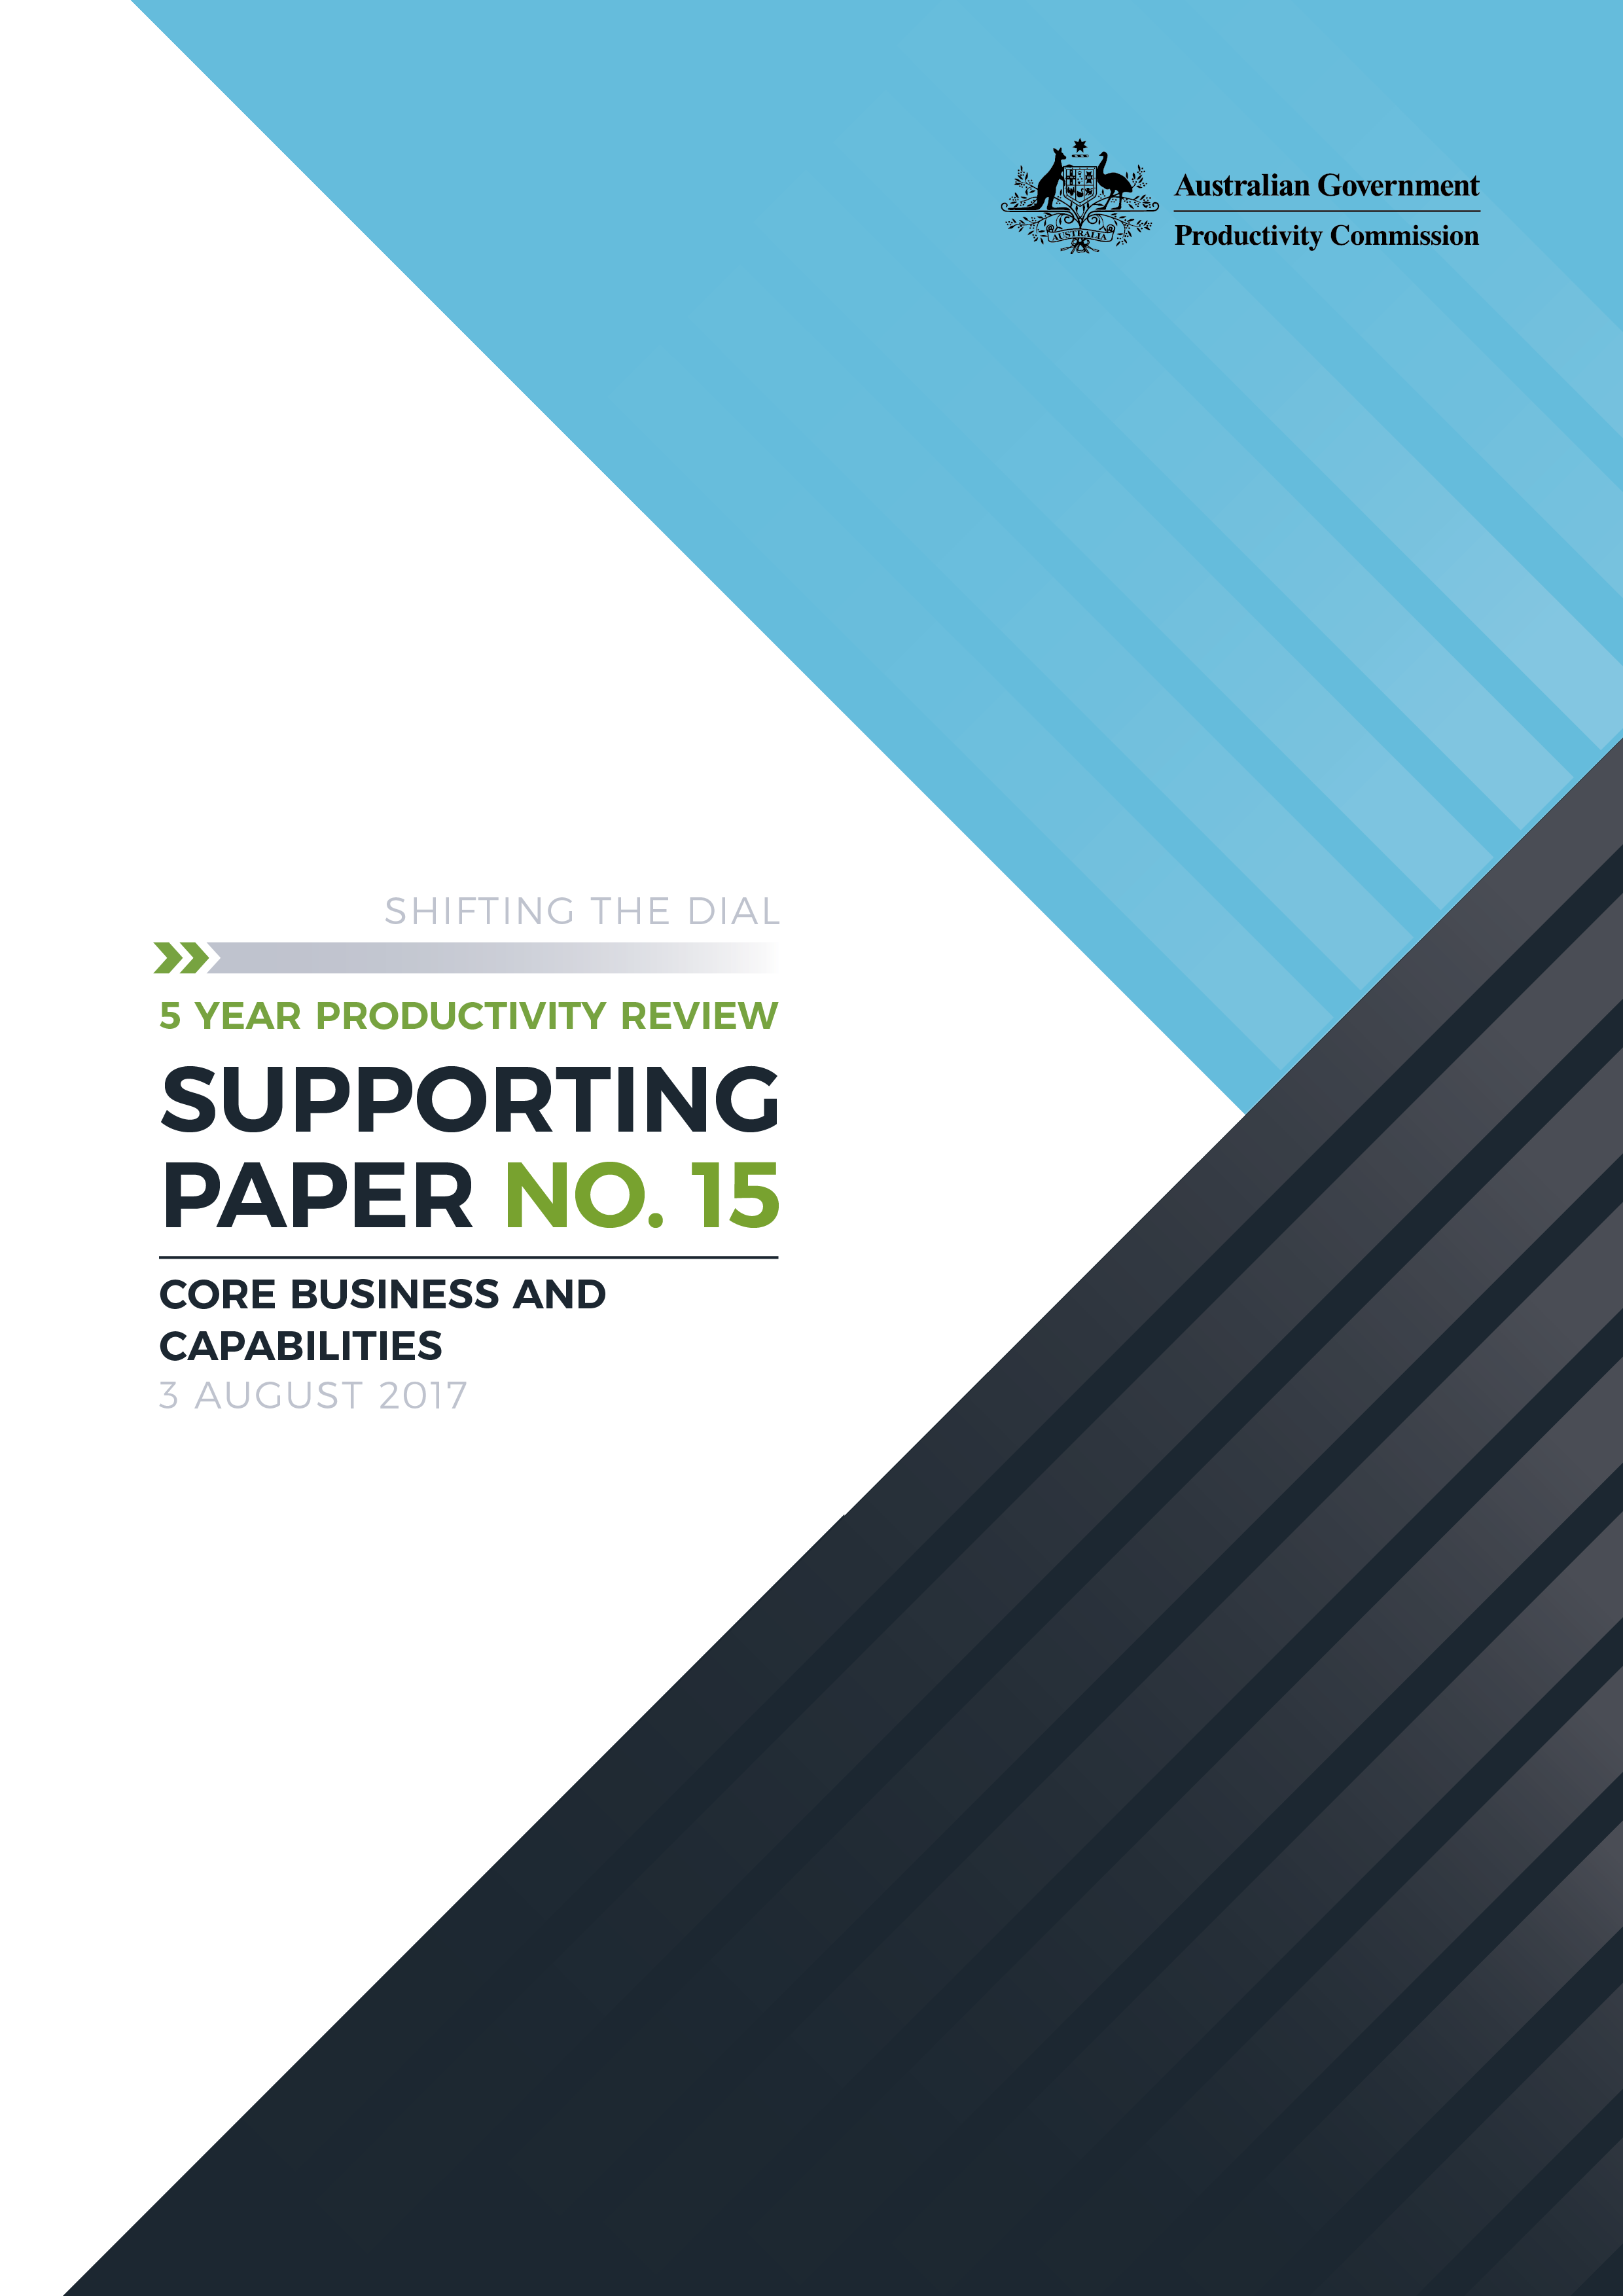 AUSTRALIA
Australian Government
Productivity Commission
SHIFTING THE DIAL
5 YEAR PRODUCTIVITY REVIEW
SUPPORTING
PAPER NO. 15
CORE BUSINESS AND
CAPABILITIES
3 AUGUST 2017